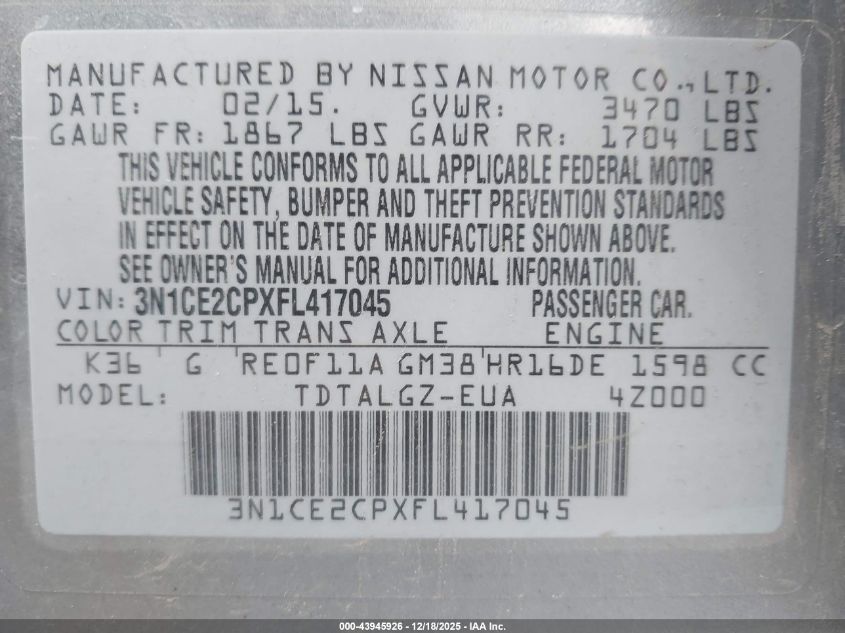 MANUFACTURED BY NISSAN MOTOR CO., LTD.
DATE: 02/15. GVWR: 3470 LBS
GAWR FR: 1867 LBS GAWR RR: 1704 LBS
THIS VEHICLE CONFORMS TO ALL APPLICABLE FEDERAL MOTOR
VEHICLE SAFETY, BUMPER AND THEFT PREVENTION STANDARDS
IN EFFECT ON THE DATE OF MANUFACTURE SHOWN ABOVE.
SEE OWNER'S MANUAL FOR ADDITIONAL INFORMATION.
VIN: 3N1CE2CPXFL417045 PASSENGER CAR.
COLOR TRIM TRANS AXLE ENGINE
K36 ' G 'RE0F11A GM38'HR16DE 1598 CC
MODEL: TDTALGZ-EUA 4Z000
3N1CE2CPXFL417045
000-43945926 - 12/18/2025 - IAA Inc.